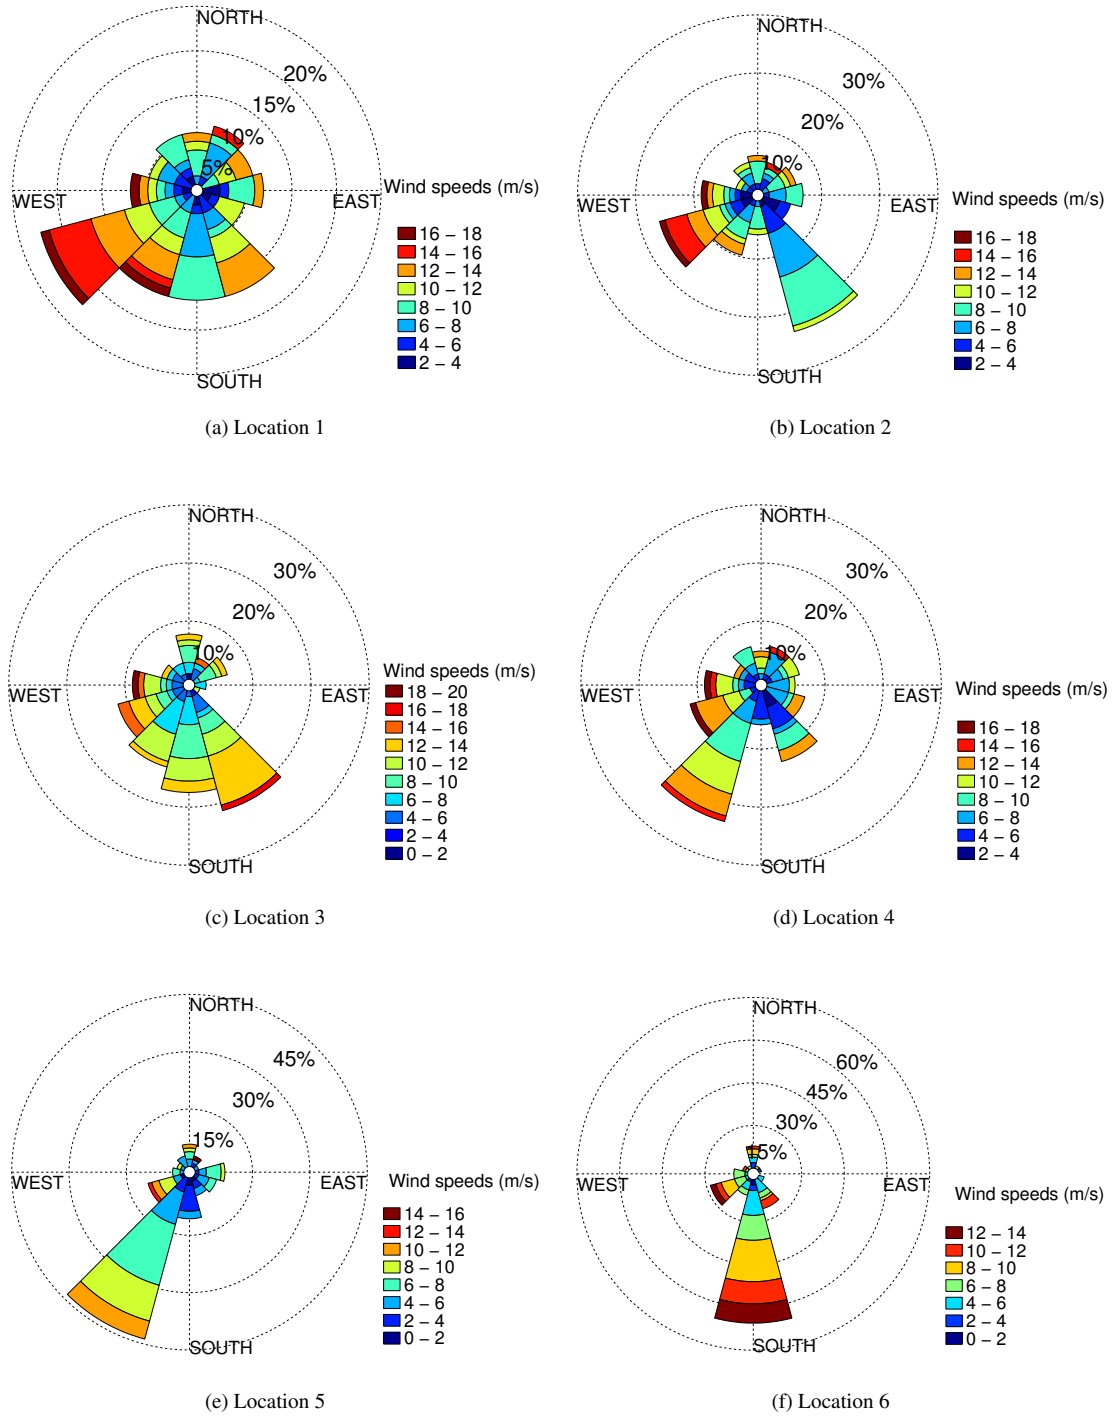 NORTH
20%
15%
10%
5%
WEST
EAST
SOUTH
Wind speeds (m/s)
16 – 18
14 – 16
12 – 14
10 – 12
8 – 10
6 – 8
4 – 6
2 – 4
(a) Location 1
NORTH
30%
20%
10%
WEST
EAST
SOUTH
Wind speeds (m/s)
16 – 18
14 – 16
12 – 14
10 – 12
8 – 10
6 – 8
4 – 6
2 – 4
(b) Location 2
NORTH
30%
20%
10%
WEST
EAST
SOUTH
Wind speeds (m/s)
18 – 20
16 – 18
14 – 16
12 – 14
10 – 12
8 – 10
6 – 8
4 – 6
2 – 4
0 – 2
(c) Location 3
NORTH
30%
20%
10%
WEST
EAST
SOUTH
Wind speeds (m/s)
16 – 18
14 – 16
12 – 14
10 – 12
8 – 10
6 – 8
4 – 6
2 – 4
(d) Location 4
NORTH
45%
30%
15%
WEST
EAST
SOUTH
Wind speeds (m/s)
14 – 16
12 – 14
10 – 12
8 – 10
6 – 8
4 – 6
2 – 4
0 – 2
(e) Location 5
NORTH
60%
45%
30%
15%
WEST
EAST
SOUTH
Wind speeds (m/s)
12 – 14
10 – 12
8 – 10
6 – 8
4 – 6
2 – 4
0 – 2
(f) Location 6